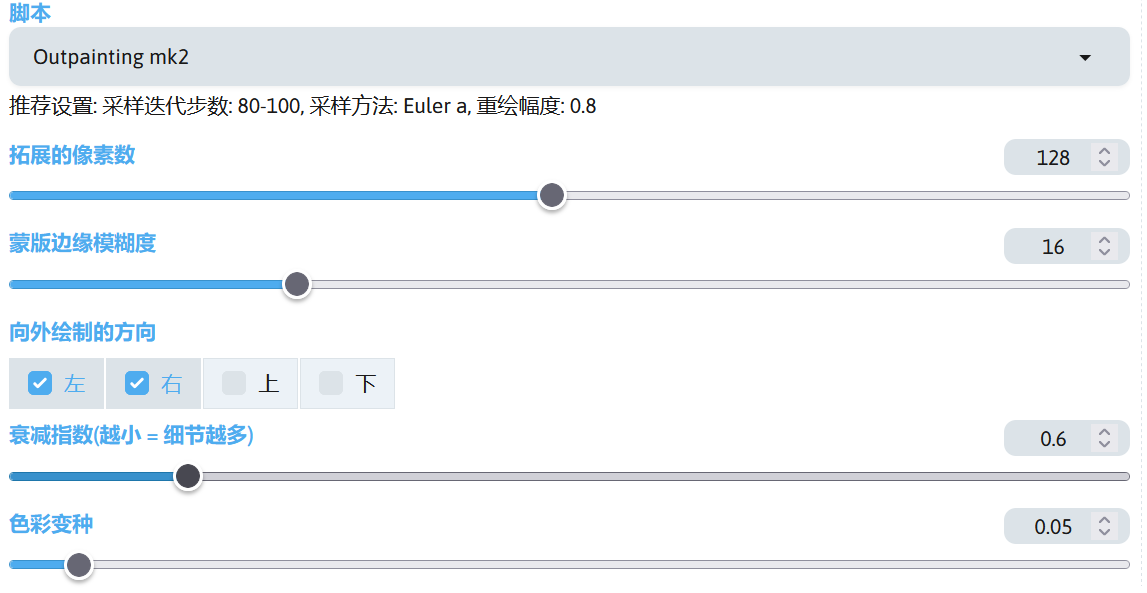 脚本
Outpainting mk2
推荐设置: 采样迭代步数: 80-100, 采样方法: Euler a, 重绘幅度: 0.8
拓展的像素数 128
蒙版边缘模糊度 16
向外绘制的方向
左 右 上 下
衰减指数(越小 = 细节越多) 0.6
色彩变种 0.05